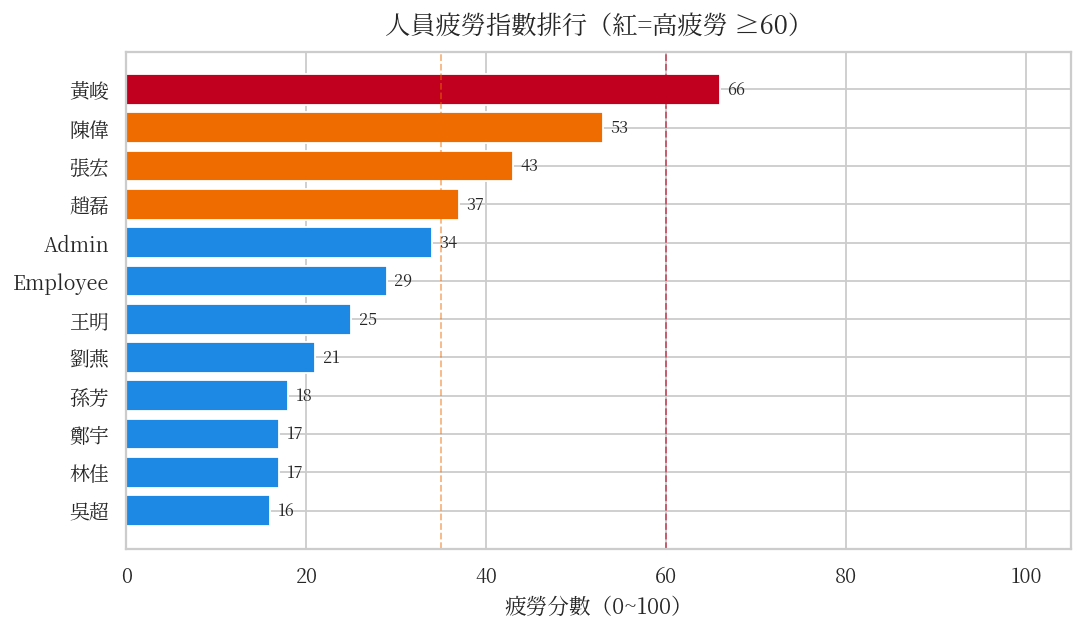 人員疲勞指數排行（紅=高疲勞 ≥60）
黃峻 66
陳偉 53
張宏 43
趙磊 37
Admin 34
Employee 29
王明 25
劉燕 21
孫芳 18
鄭宇 17
林佳 17
吳超 16
0 20 40 60 80 100
疲勞分數（0~100）